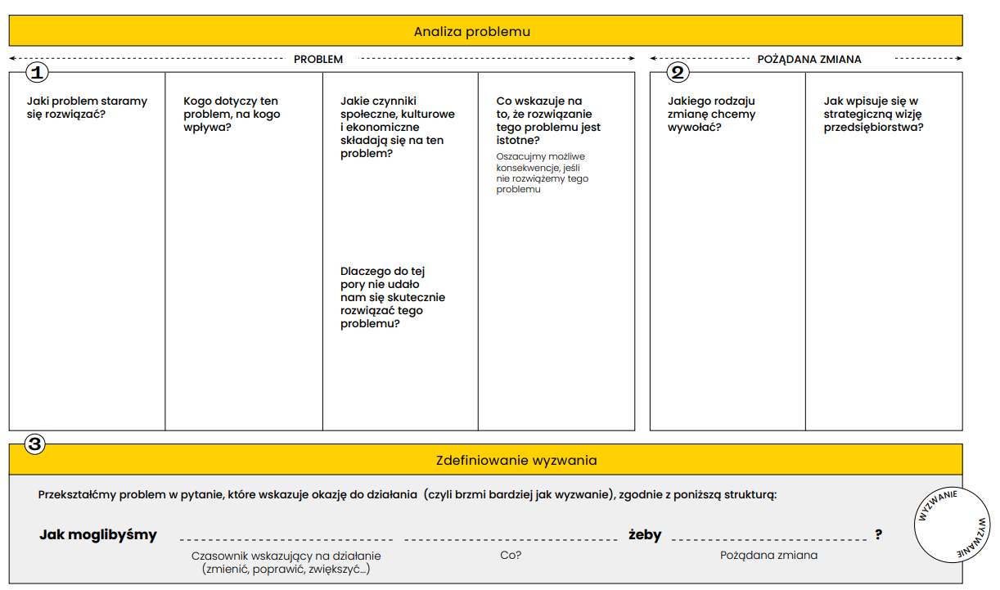 Analiza problemu
PROBLEM
POŻĄDANA ZMIANA
1
Jaki problem staramy
się rozwiązać?
Kogo dotyczy ten
problem, na kogo
wpływa?
Jakie czynniki
społeczne, kulturowe
i ekonomiczne
składają się na ten
problem?
Dlaczego do tej
pory nie udało
nam się skutecznie
rozwiązać tego
problemu?
Co wskazuje na
to, że rozwiązanie
tego problemu jest
istotne?
Oszacujmy możliwe
konsekwencje, jeśli
nie rozwiążemy tego
problemu
2
Jakiego rodzaju
zmianę chcemy
wywołać?
Jak wpisuje się w
strategiczną wizję
przedsiębiorstwa?
3
Zdefiniowanie wyzwania
Przekształćmy problem w pytanie, które wskazuje okazję do działania (czyli brzmi bardziej jak wyzwanie), zgodnie z poniższą strukturą:
Jak moglibyśmy żeby ?
Czasownik wskazujący na działanie
(zmienić, poprawić, zwiększyć…)
Co?
Pożądana zmiana
WYZWANIE
WYZWANIE